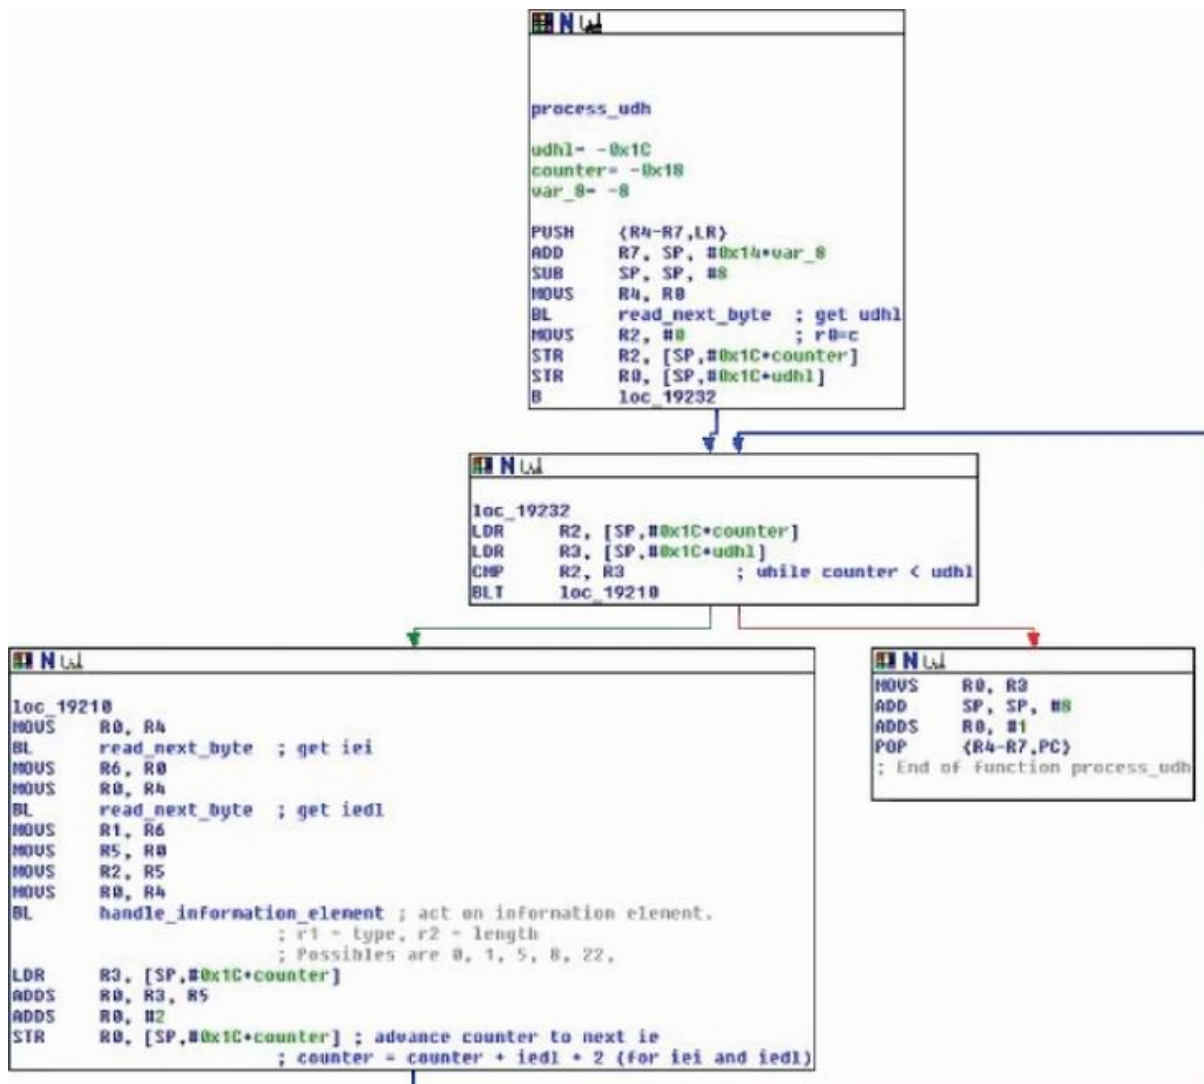 process_udh
udhl= -0x1C
counter= -0x18
var_8= -8
PUSH {R4-R7,LR}
ADD R7, SP, #0x14+var_8
SUB SP, SP, #8
MOVS R4, R0
BL read_next_byte ; get udhl
MOVS R2, #0 ; r0=c
STR R2, [SP,#0x1C+counter]
STR R0, [SP,#0x1C+udhl]
B loc_19232
loc_19232
LDR R2, [SP,#0x1C+counter]
LDR R3, [SP,#0x1C+udhl]
CMP R2, R3 ; while counter < udhl
BLT loc_19210
loc_19210
MOVS R0, R4
BL read_next_byte ; get iei
MOVS R6, R0
MOVS R0, R4
BL read_next_byte ; get iedl
MOVS R1, R6
MOVS R5, R0
MOVS R2, R5
MOVS R0, R4
BL handle_information_element ; act on information element.
; r1 - type, r2 - length
; Possibles are 0, 1, 5, 8, 22,
LDR R3, [SP,#0x1C+counter]
ADDS R0, R3, R5
ADDS R0, #2
STR R0, [SP,#0x1C+counter] ; advance counter to next ie
; counter = counter + iedl + 2 (for iei and iedl)
MOVS R0, R3
ADD SP, SP, #8
ADDS R0, #1
POP {R4-R7,PC}
; End of function process_udh